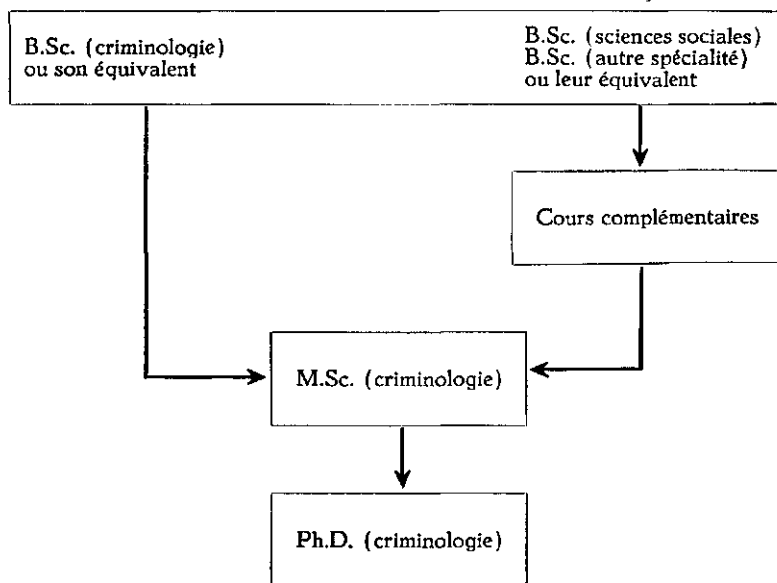 B.Sc. (criminologie)
ou son équivalent
B.Sc. (sciences sociales)
B.Sc. (autre spécialité)
ou leur équivalent
Cours complémentaires
M.Sc. (criminologie)
Ph.D. (criminologie)